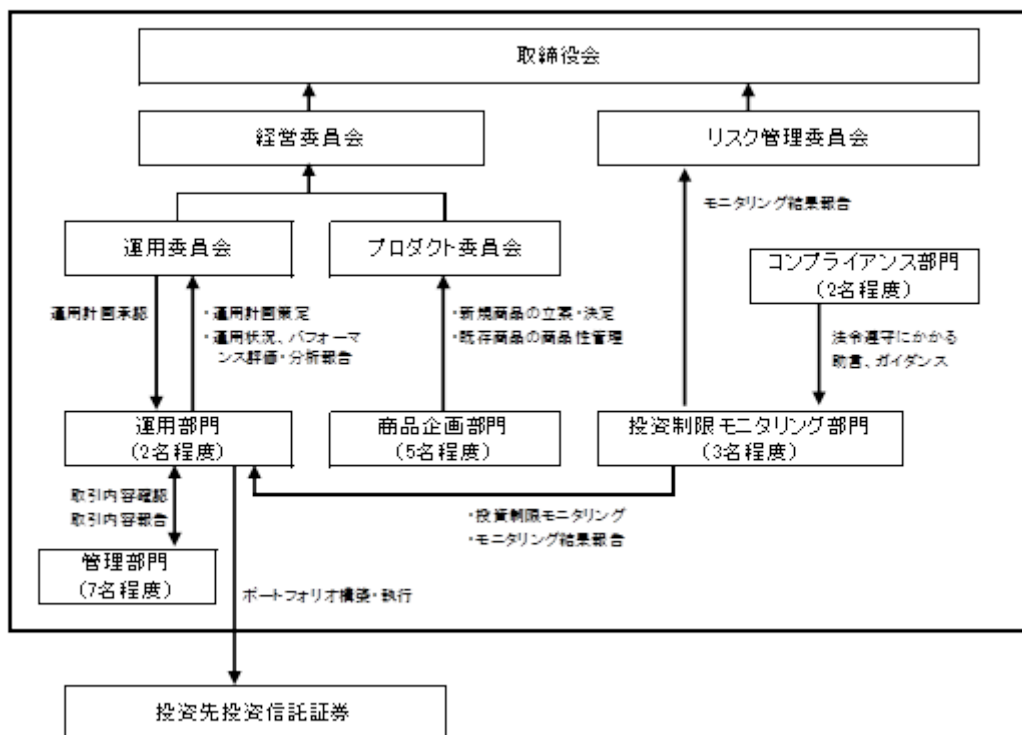 取締役会
経営委員会
リスク管理委員会
モニタリング結果報告
運用委員会
プロダクト委員会
コンプライアンス部門
(2名程度)
運用計画承認
・運用計画策定
・運用状況、パフォーマ
ンス評価・分析報告
・新規商品の立案・決定
・既存商品の商品性管理
法令遵守にかかる
助言、ガイダンス
運用部門
(2名程度)
商品企画部門
(5名程度)
投資制限モニタリング部門
(3名程度)
取引内容確認
取引内容報告
・投資制限モニタリング
・モニタリング結果報告
管理部門
(7名程度)
ポートフォリオ構築・執行
投資先投資信託証券